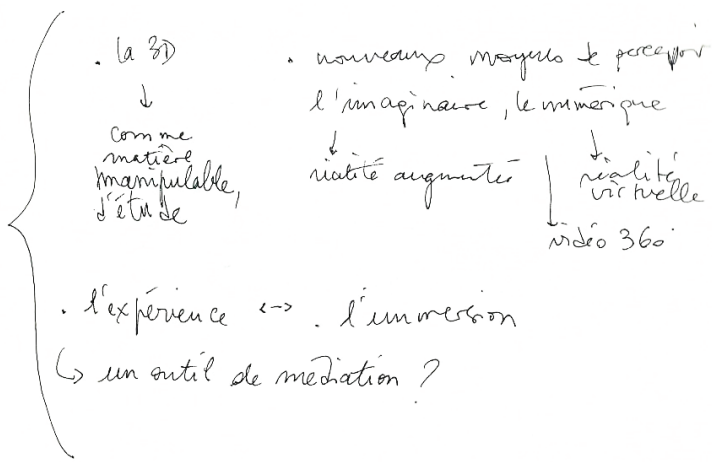 . la 3D
↓
comme
matière
manipulable,
d'étude
. nouveaux moyens de percevoir
l'imaginaire, le numérique
↓ ↓
réalité augmentée
réalité
virtuelle
↓
vidéo 360°
. l'expérience <-> . l'immersion
↳ un outil de médiation ?